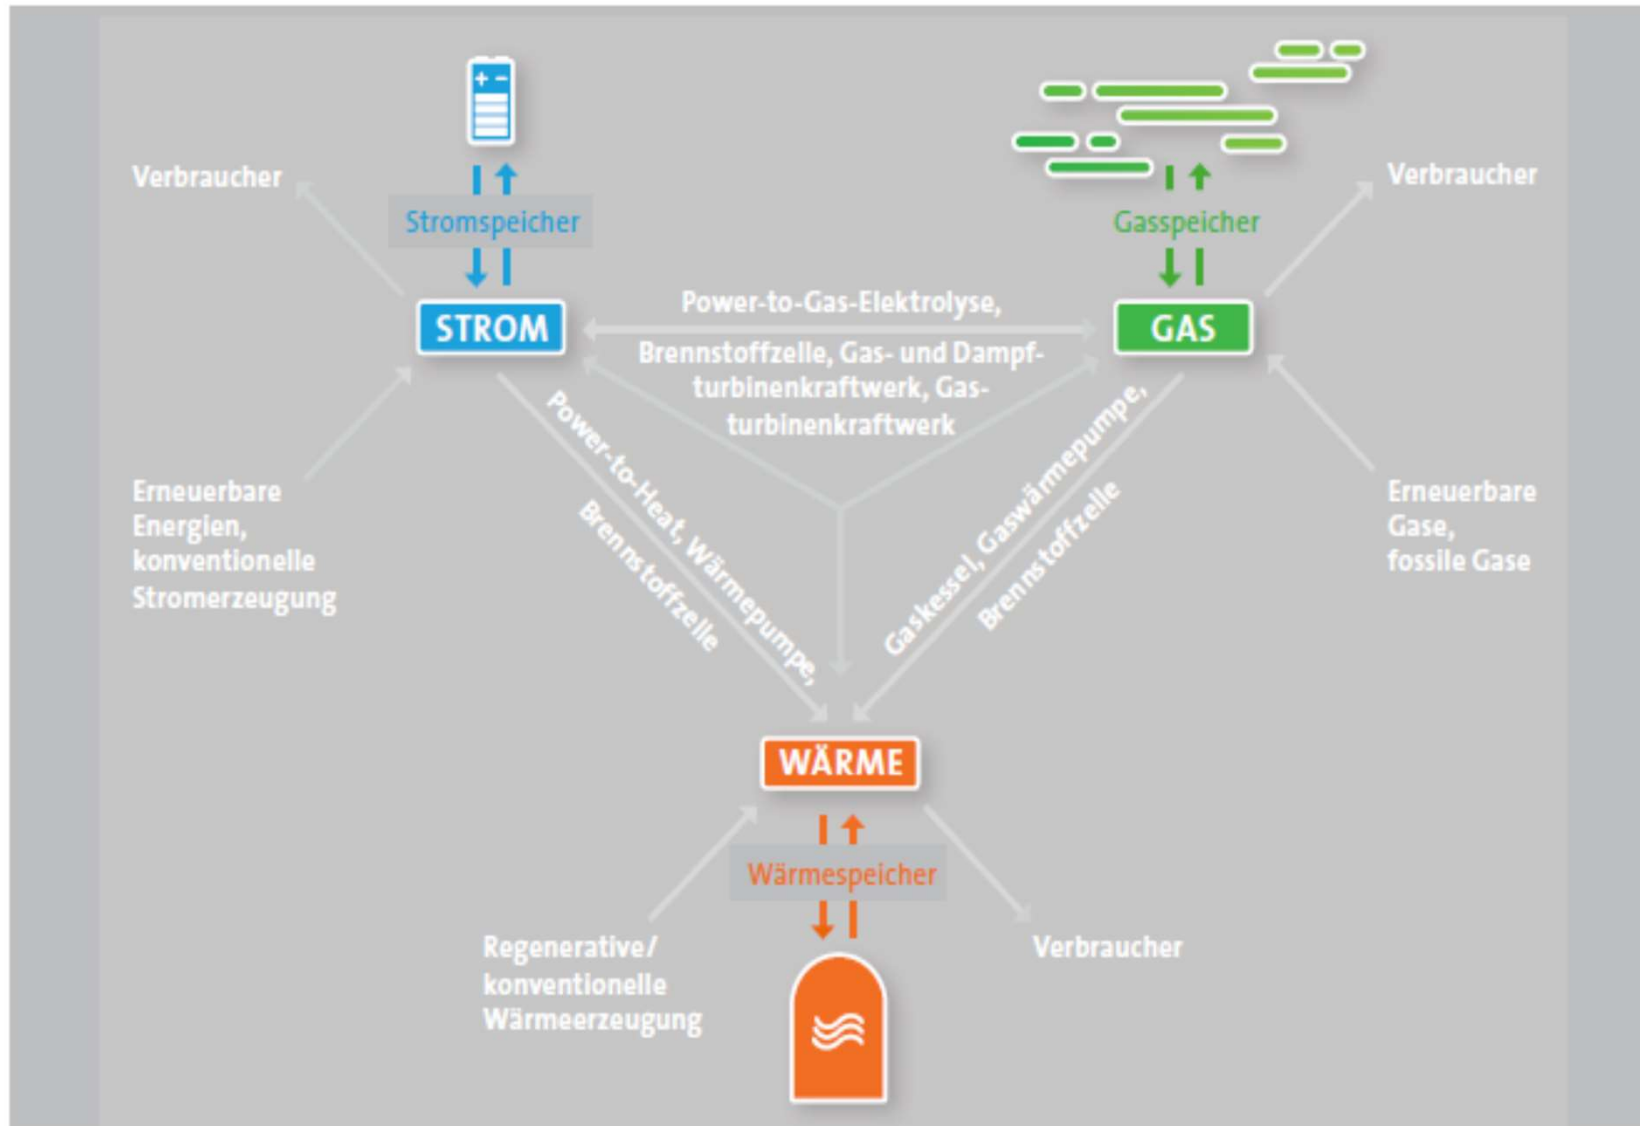 + -
Verbraucher
Verbraucher
Stromspeicher
Gasspeicher
Power-to-Gas-Elektrolyse,
STROM
GAS
Brennstoffzelle, Gas- und Dampf-
turbinenkraftwerk, Gas-
turbinenkraftwerk
Power-to-Heat, Wärmepumpe,
Brennstoffzelle
Gaskessel, Gaswärmepumpe,
Brennstoffzelle
Erneuerbare
Energien,
konventionelle
Stromerzeugung
Erneuerbare
Gase,
fossile Gase
WÄRME
Wärmespeicher
Regenerative/
konventionelle
Wärmeerzeugung
Verbraucher